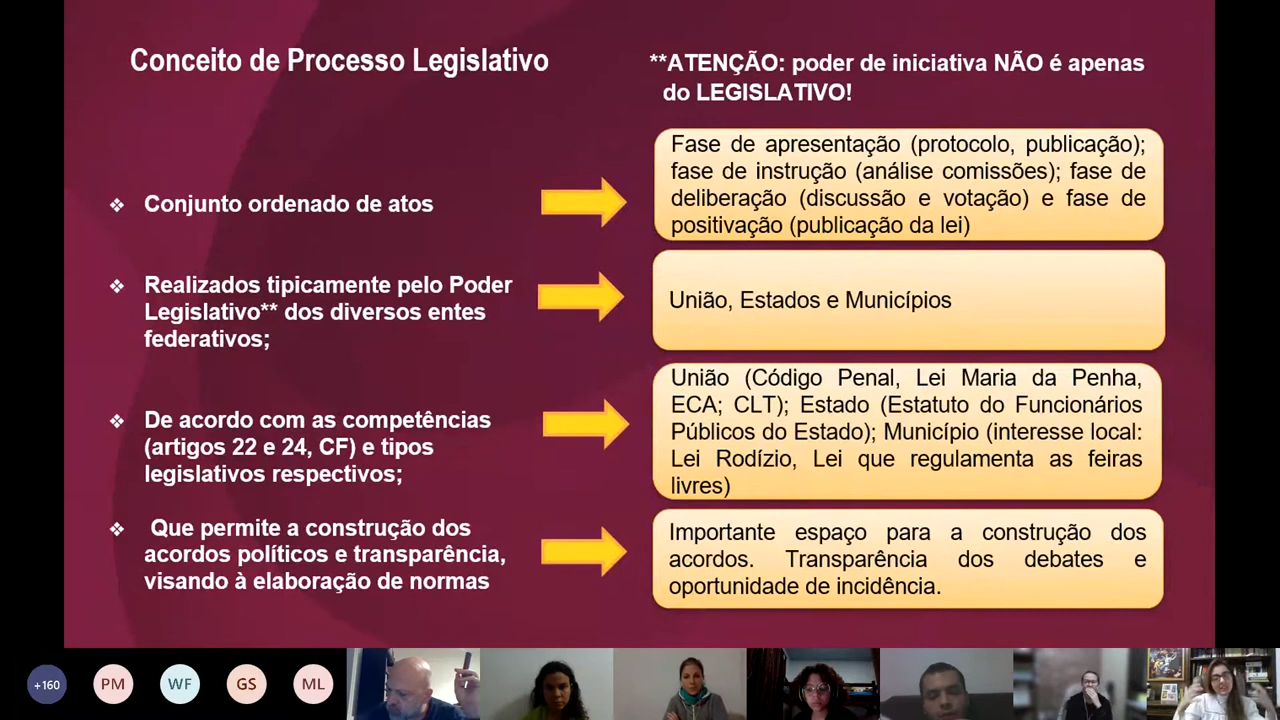 Conceito de Processo Legislativo
**ATENÇÃO: poder de iniciativa NÃO é apenas
do LEGISLATIVO!
❖ Conjunto ordenado de atos
Fase de apresentação (protocolo, publicação);
fase de instrução (análise comissões); fase de
deliberação (discussão e votação) e fase de
positivação (publicação da lei)
❖ Realizados tipicamente pelo Poder
Legislativo** dos diversos entes
federativos;
União, Estados e Municípios
❖ De acordo com as competências
(artigos 22 e 24, CF) e tipos
legislativos respectivos;
União (Código Penal, Lei Maria da Penha,
ECA; CLT); Estado (Estatuto do Funcionários
Públicos do Estado); Município (interesse local:
Lei Rodízio, Lei que regulamenta as feiras
livres)
❖ Que permite a construção dos
acordos políticos e transparência,
visando à elaboração de normas
Importante espaço para a construção dos
acordos. Transparência dos debates e
oportunidade de incidência.
+160
PM
WF
GS
ML